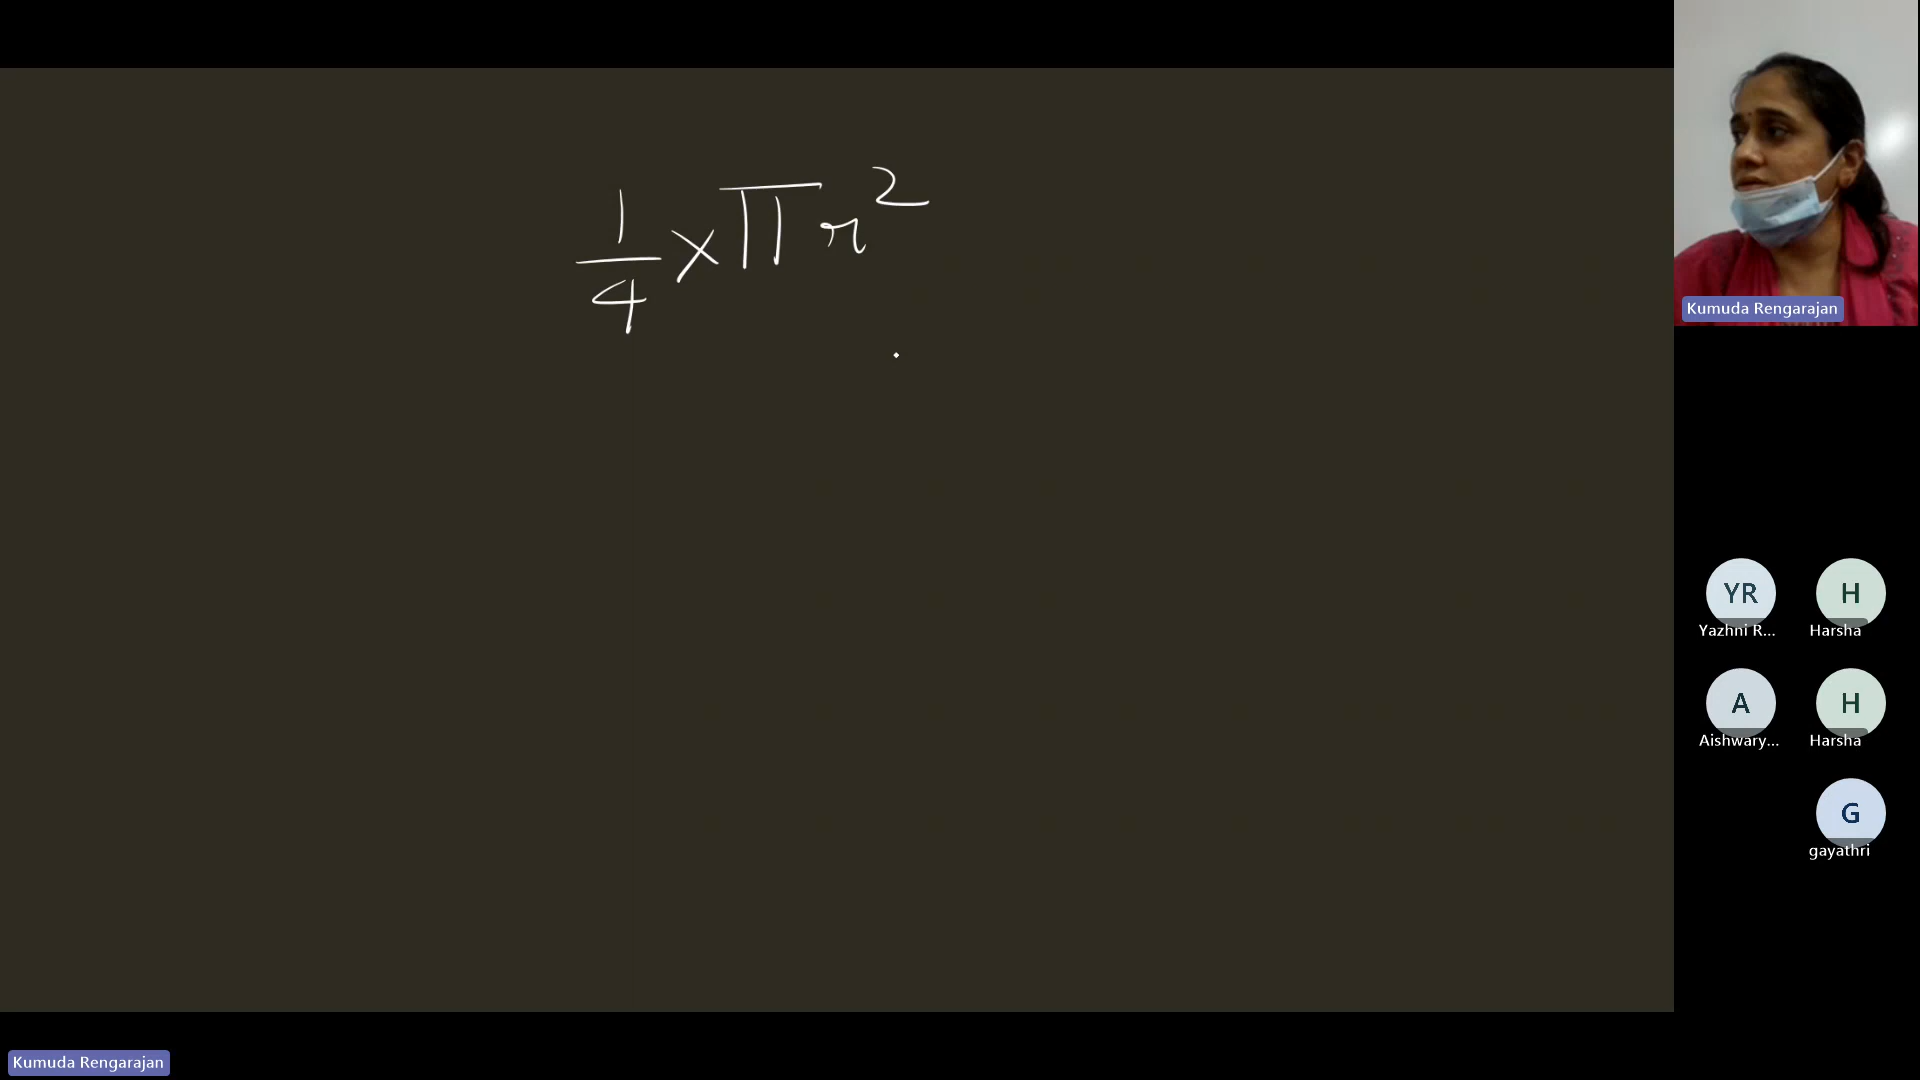 1/4 × πr²
Kumuda Rengarajan
YR
H
Yazhni R...
Harsha
A
H
Aishwary...
Harsha
G
gayathri
Kumuda Rengarajan